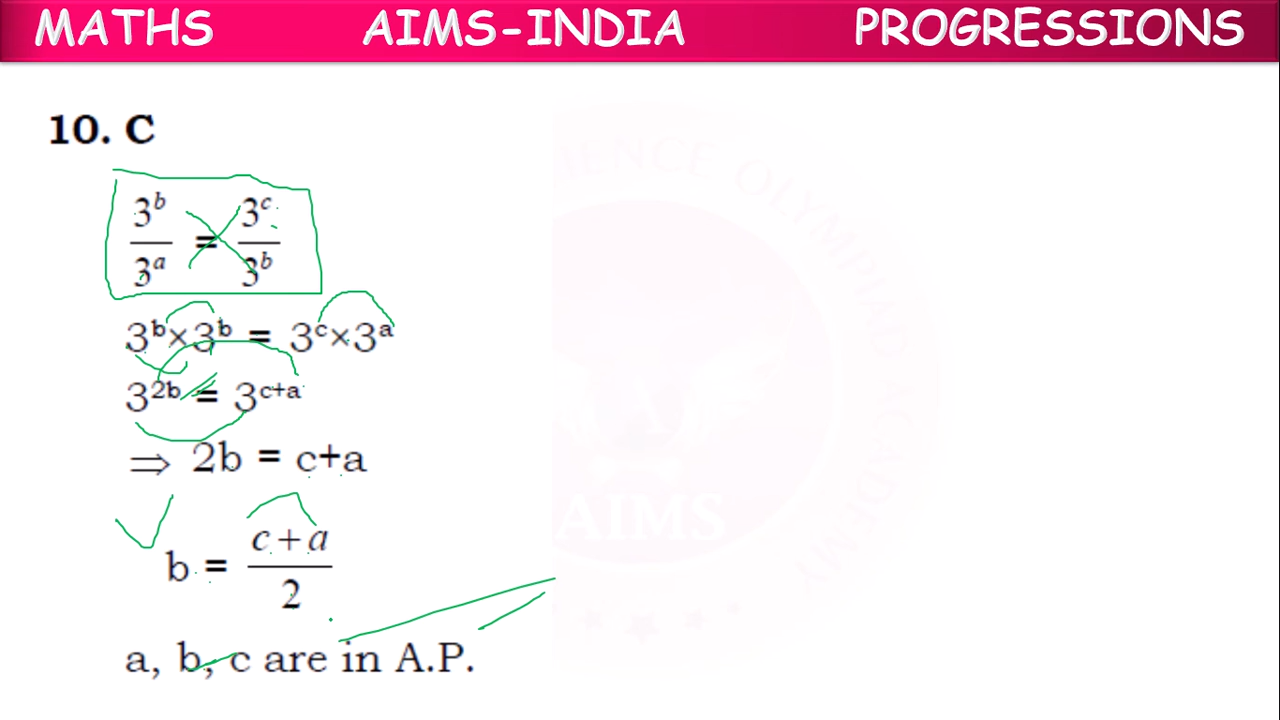 MATHS AIMS-INDIA PROGRESSIONS
10. C
3^b/3^a = 3^c/3^b
3^b×3^b = 3^c×3^a
3^2b = 3^c+a
⇒ 2b = c+a
b = c+a/2
a, b, c are in A.P.
AIMS